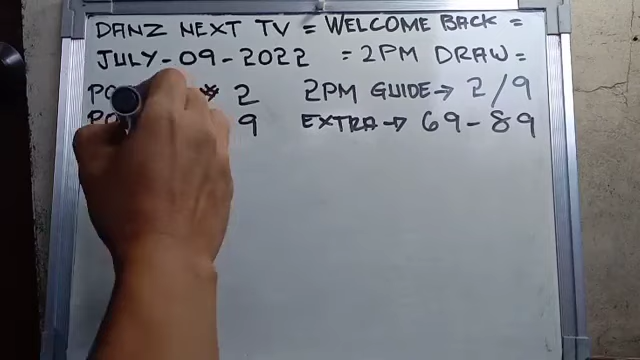 DANZ NEXT TV = WELCOME BACK =
JULY-09-2022 = 2PM DRAW =
2 2PM GUIDE → 2/9
9 EXTRA → 69-89